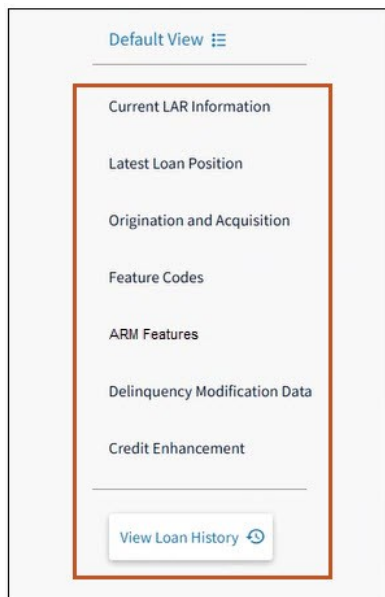 Default View
Current LAR Information
Latest Loan Position
Origination and Acquisition
Feature Codes
ARM Features
Delinquency Modification Data
Credit Enhancement
View Loan History